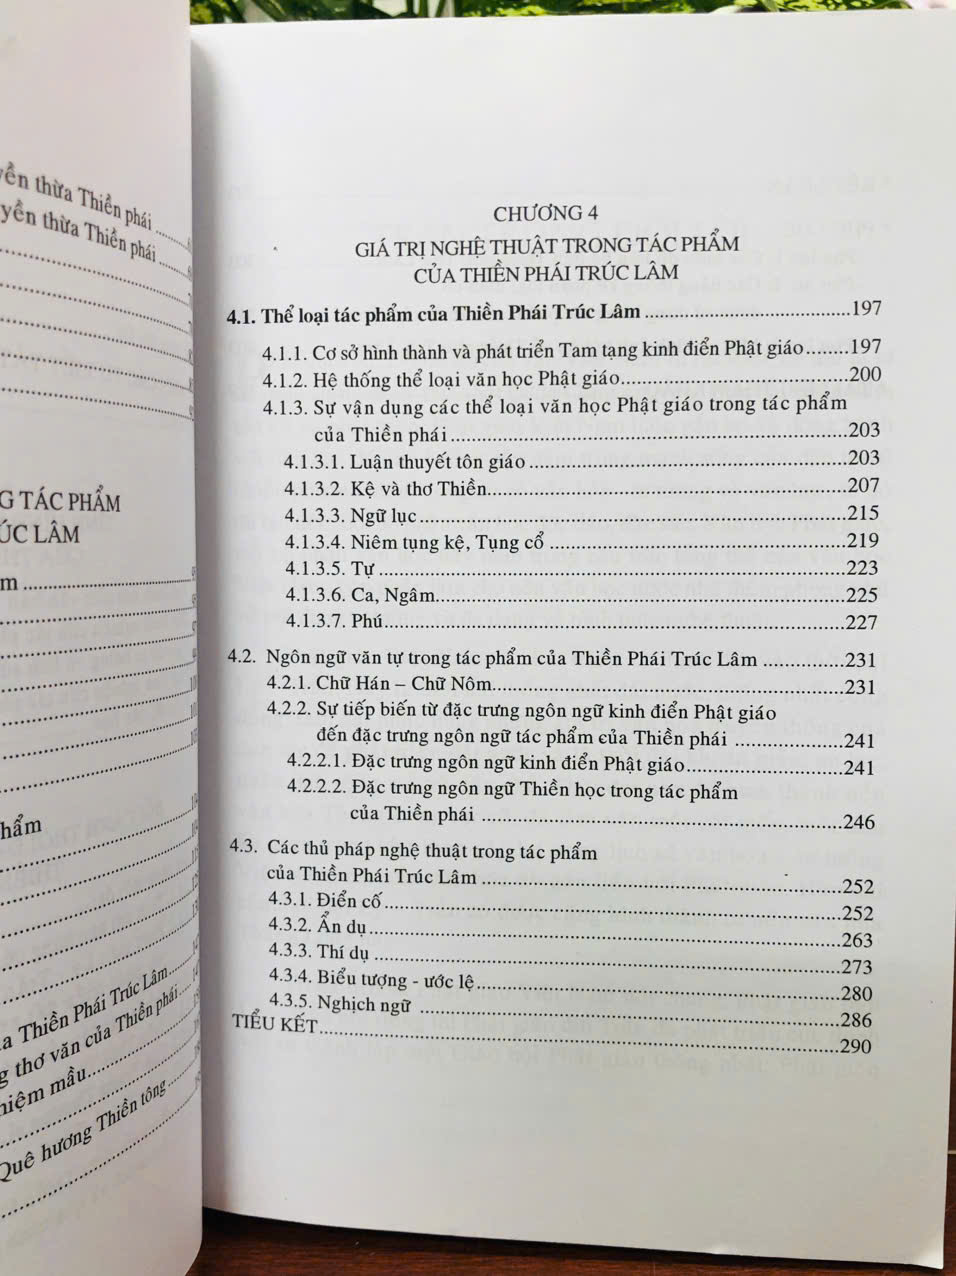 thừa Thiền phái
thừa Thiền phái
TÁC PHẨM
LÂM
Thiền Phái Trúc Lâm
thơ văn của Thiền phái
mầu
Quê hương Thiền tông
CHƯƠNG 4
GIÁ TRỊ NGHỆ THUẬT TRONG TÁC PHẨM
CỦA THIỀN PHÁI TRÚC LÂM
4.1. Thể loại tác phẩm của Thiền Phái Trúc Lâm ........197
4.1.1. Cơ sở hình thành và phát triển Tam tạng kinh điển Phật giáo........197
4.1.2. Hệ thống thể loại văn học Phật giáo........200
4.1.3. Sự vận dụng các thể loại văn học Phật giáo trong tác phẩm
của Thiền phái........203
4.1.3.1. Luận thuyết tôn giáo ........203
4.1.3.2. Kệ và thơ Thiền........207
4.1.3.3. Ngữ lục........215
4.1.3.4. Niêm tụng kệ, Tụng cổ ........219
4.1.3.5. Tự ........223
4.1.3.6. Ca, Ngâm........225
4.1.3.7. Phú........227
4.2. Ngôn ngữ văn tự trong tác phẩm của Thiền Phái Trúc Lâm ........231
4.2.1. Chữ Hán – Chữ Nôm........231
4.2.2. Sự tiếp biến từ đặc trưng ngôn ngữ kinh điển Phật giáo
đến đặc trưng ngôn ngữ tác phẩm của Thiền phái ........241
4.2.2.1. Đặc trưng ngôn ngữ kinh điển Phật giáo........241
4.2.2.2. Đặc trưng ngôn ngữ Thiền học trong tác phẩm
của Thiền phái ........246
4.3. Các thủ pháp nghệ thuật trong tác phẩm
của Thiền Phái Trúc Lâm ........252
4.3.1. Điển cố........252
4.3.2. Ẩn dụ........263
4.3.3. Thí dụ ........273
4.3.4. Biểu tượng - ước lệ........280
4.3.5. Nghịch ngữ ........286
TIỂU KẾT........290